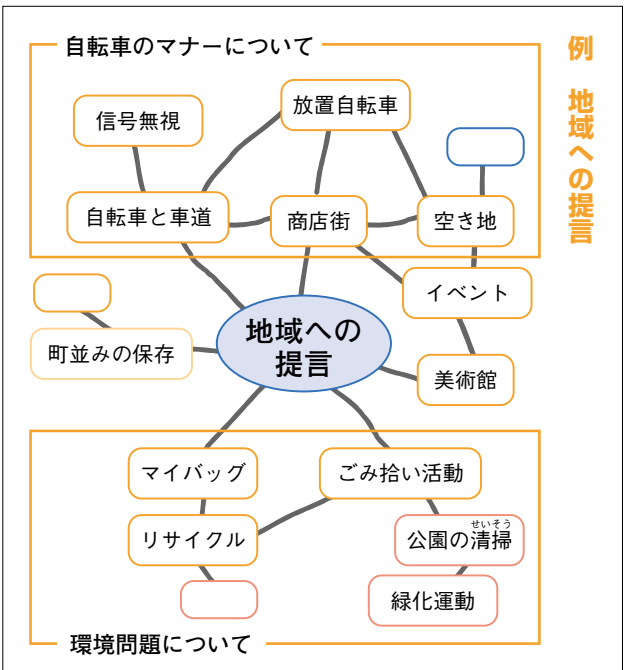 例 地域への提言
自転車のマナーについて
放置自転車
信号無視
自転車と車道
商店街
空き地
イベント
地域への
提言
町並みの保存
美術館
マイバッグ
ごみ拾い活動
リサイクル
せいそう
公園の清掃
緑化運動
環境問題について